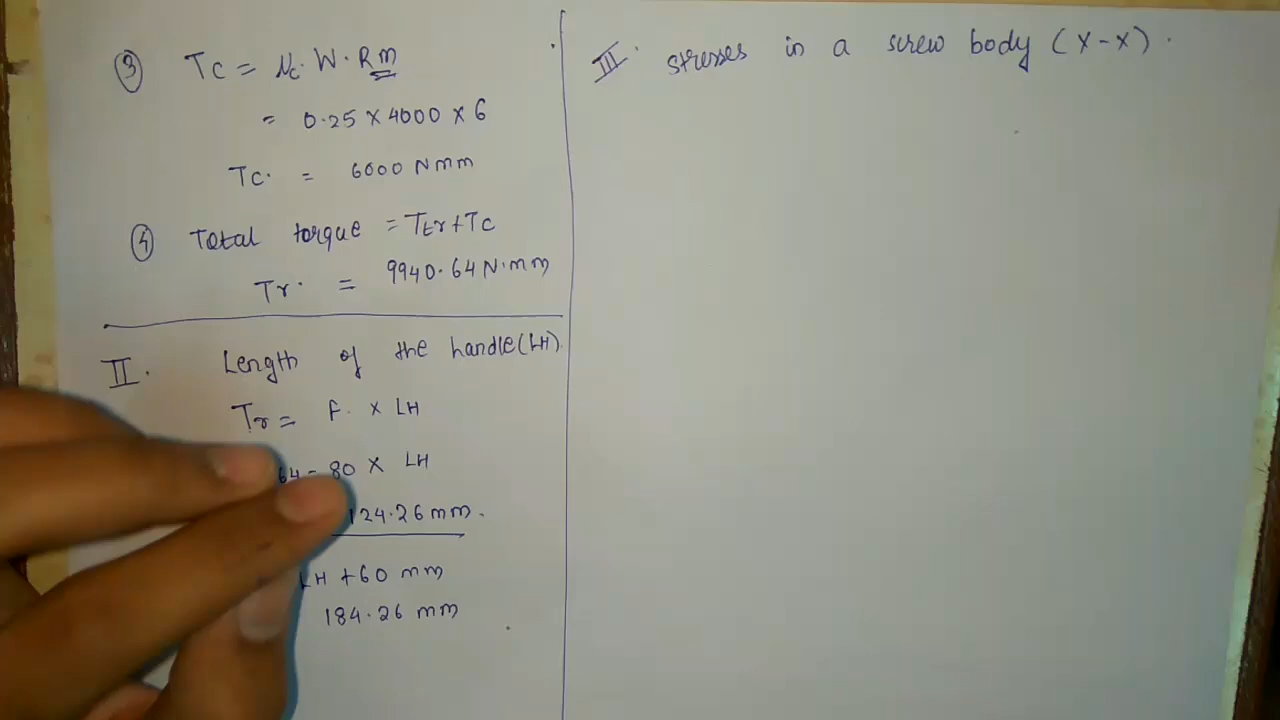 ③ Tc = μc. W. Rm
= 0.25 × 4000 × 6
Tc. = 6000 Nmm
④ Total torque = Ttr + Tc
Tr. = 9940.64 N.mm
II. Length of the handle (LH)
Tr = F. × LH
64 = 80 × LH
124.26 mm.
LH + 60 mm
184.26 mm
III. stresses in a screw body (X-X).